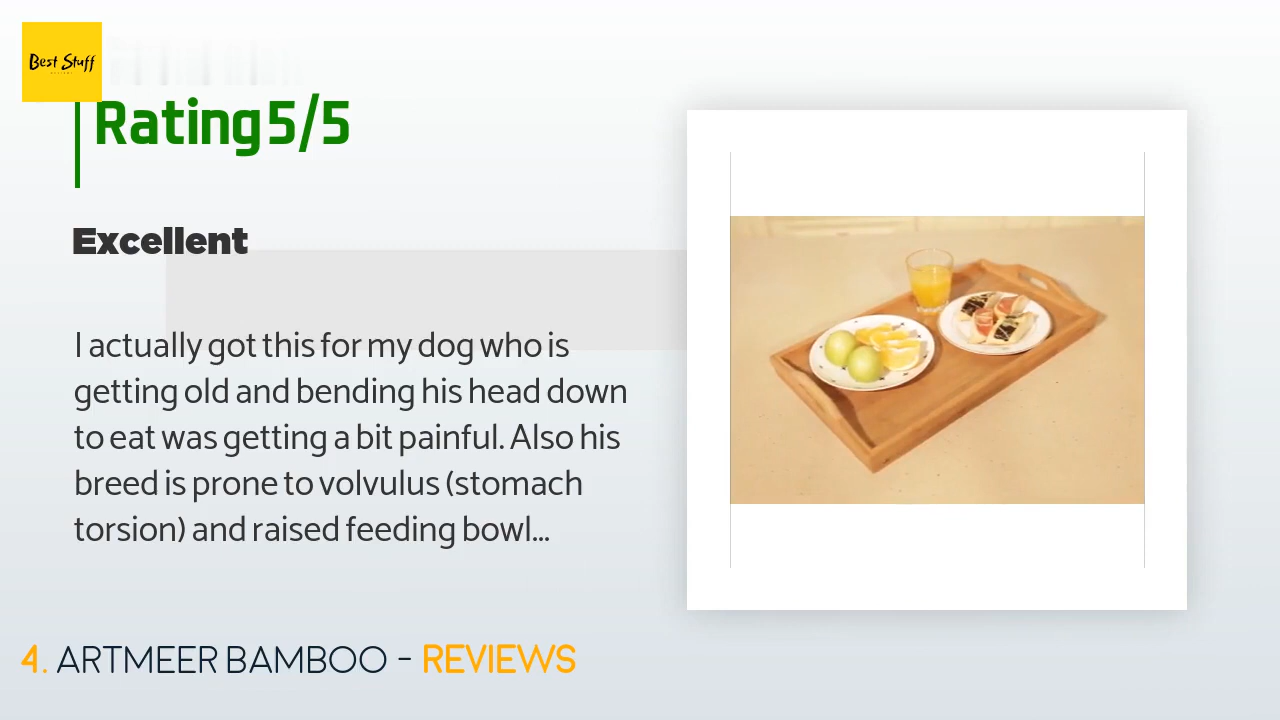 Best Stuff
Rating 5/5
Excellent
I actually got this for my dog who is
getting old and bending his head down
to eat was getting a bit painful. Also his
breed is prone to volvulus (stomach
torsion) and raised feeding bowl...
4. ARTMEER BAMBOO - REVIEWS